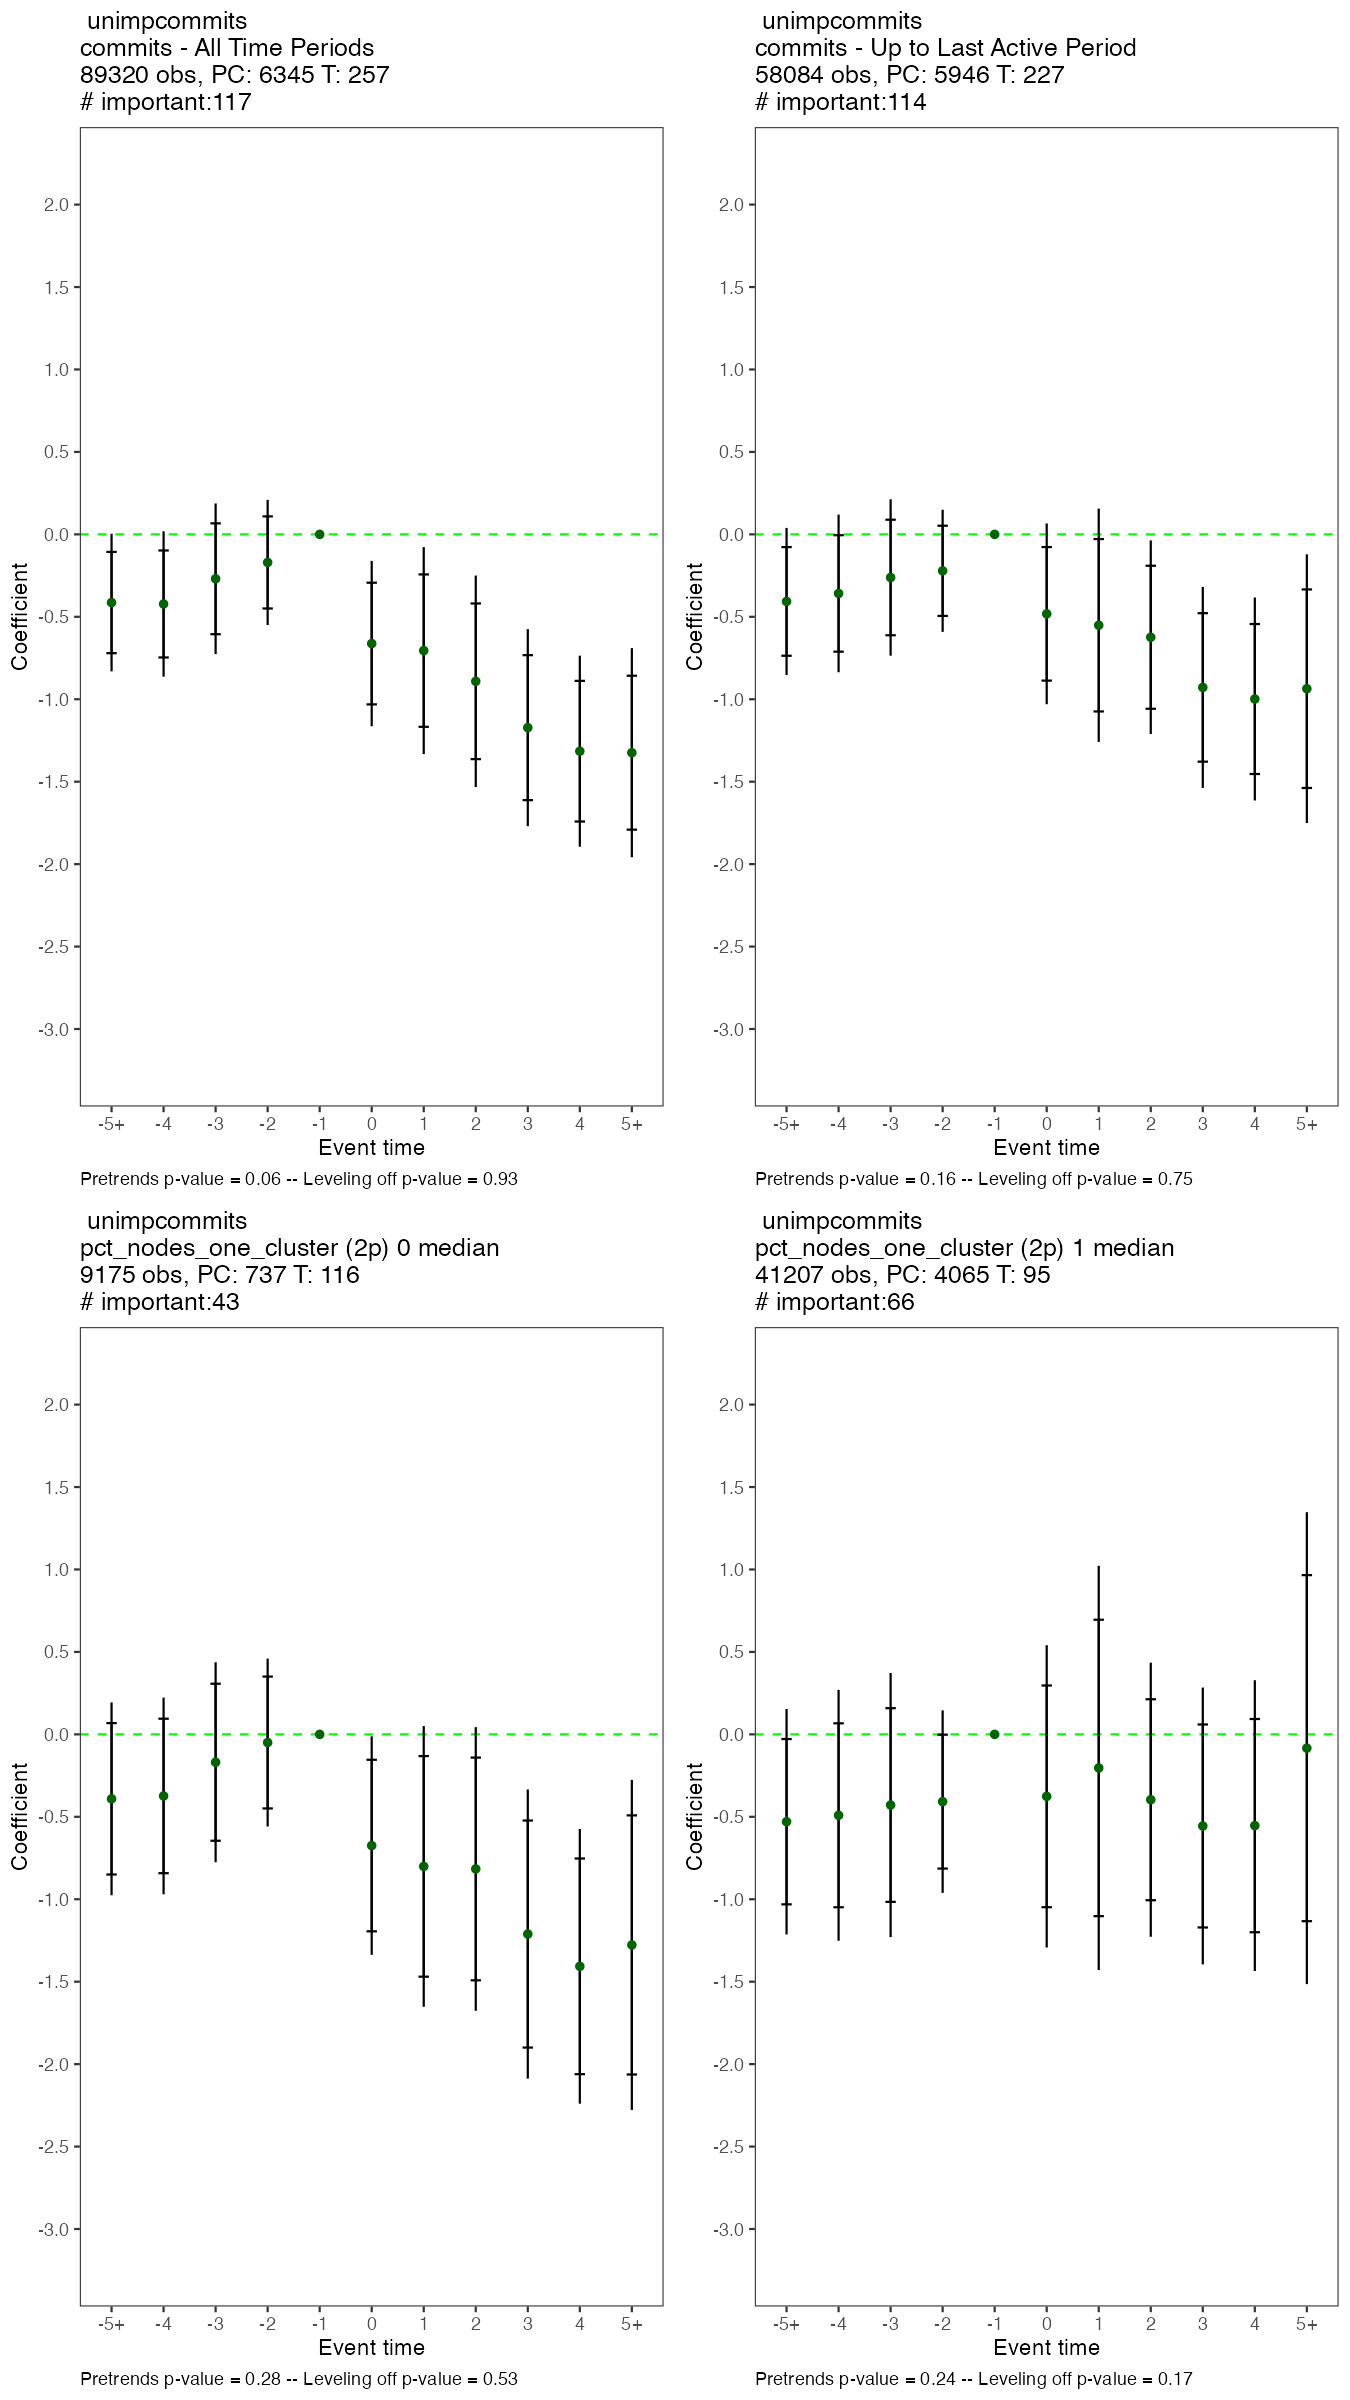 unimpcommits
commits - All Time Periods
89320 obs, PC: 6345 T: 257
# important:117
2.0
1.5
1.0
0.5
0.0
-0.5
-1.0
-1.5
-2.0
-2.5
-3.0
Coefficient
-5+ -4 -3 -2 -1 0 1 2 3 4 5+
Event time
Pretrends p-value = 0.06 -- Leveling off p-value = 0.93
unimpcommits
commits - Up to Last Active Period
58084 obs, PC: 5946 T: 227
# important:114
2.0
1.5
1.0
0.5
0.0
-0.5
-1.0
-1.5
-2.0
-2.5
-3.0
Coefficient
-5+ -4 -3 -2 -1 0 1 2 3 4 5+
Event time
Pretrends p-value = 0.16 -- Leveling off p-value = 0.75
unimpcommits
pct_nodes_one_cluster (2p) 0 median
9175 obs, PC: 737 T: 116
# important:43
2.0
1.5
1.0
0.5
0.0
-0.5
-1.0
-1.5
-2.0
-2.5
-3.0
Coefficient
-5+ -4 -3 -2 -1 0 1 2 3 4 5+
Event time
Pretrends p-value = 0.28 -- Leveling off p-value = 0.53
unimpcommits
pct_nodes_one_cluster (2p) 1 median
41207 obs, PC: 4065 T: 95
# important:66
2.0
1.5
1.0
0.5
0.0
-0.5
-1.0
-1.5
-2.0
-2.5
-3.0
Coefficient
-5+ -4 -3 -2 -1 0 1 2 3 4 5+
Event time
Pretrends p-value = 0.24 -- Leveling off p-value = 0.17